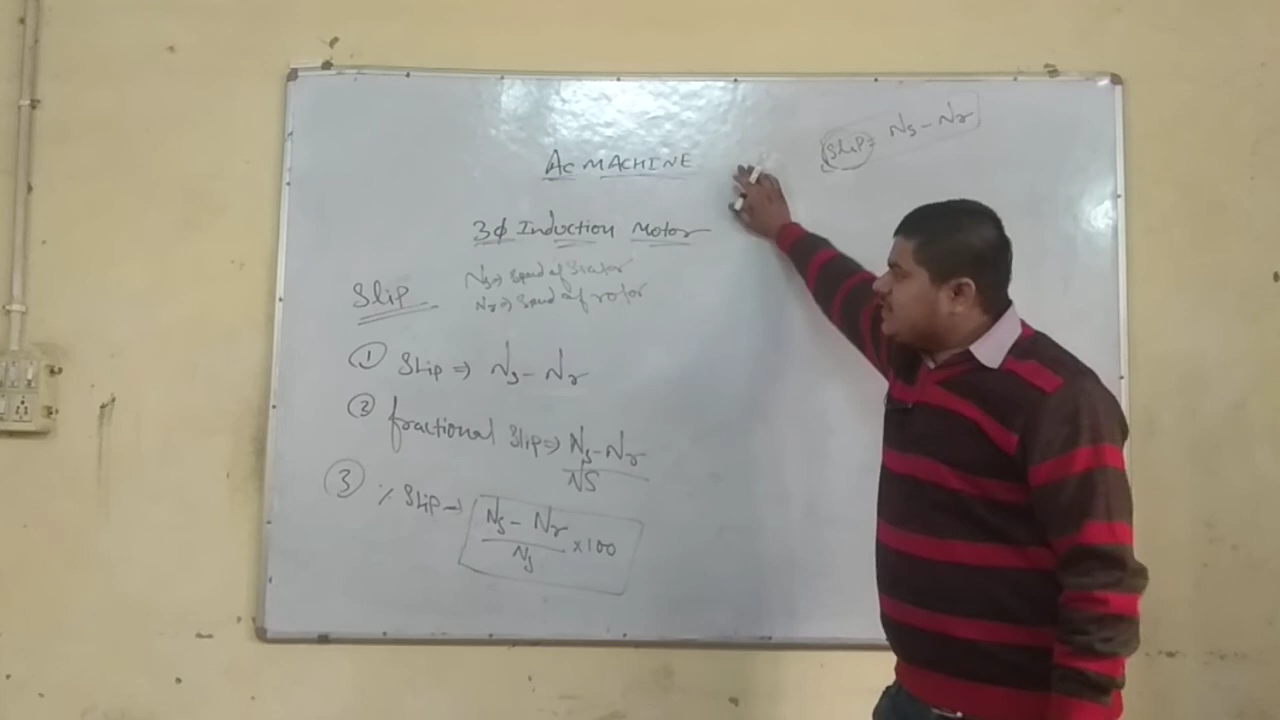 Slip = Ns - Nr
AC MACHINE
3φ Induction Motor
Ns => Speed of Stator
Nr => Speed of rotor
Slip
① Slip => Ns - Nr
② fractional Slip => Ns - Nr
NS
③ % Slip => Ns - Nr
Ns × 100